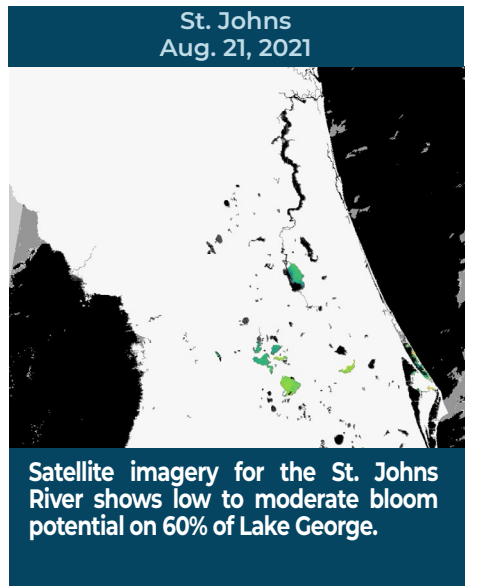 St. Johns
Aug. 21, 2021
Satellite imagery for the St. Johns
River shows low to moderate bloom
potential on 60% of Lake George.